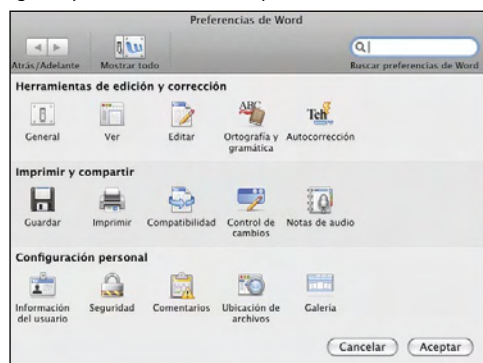 Preferencias de Word
Atrás/Adelante Mostrar todo Buscar preferencias de Word
Herramientas de edición y corrección
ABC Teh
General Ver Editar Ortografía y gramática Autocorrección
Imprimir y compartir
Guardar Imprimir Compatibilidad Control de cambios Notas de audio
Configuración personal
Información del usuario Seguridad Comentarios Ubicación de archivos Galería
Cancelar Aceptar